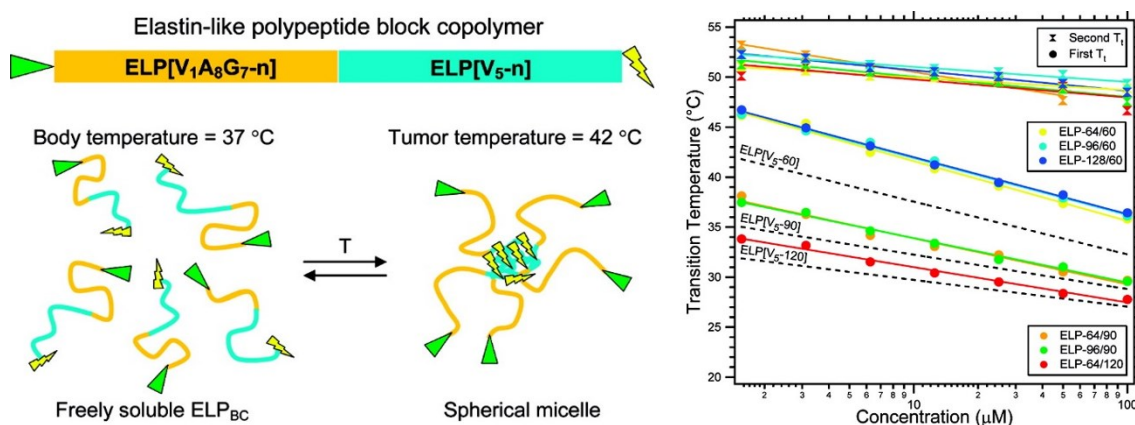 Elastin-like polypeptide block copolymer
ELP[V1A8G7-n] ELP[V5-n]
Body temperature = 37 °C
Tumor temperature = 42 °C
T
Freely soluble ELPBC
Spherical micelle
Transition Temperature (°C)
55
50
45
40
35
30
25
20
Second Tt
First Tt
ELP-64/60
ELP-96/60
ELP-128/60
ELP[V5-60]
ELP[V5-90]
ELP[V5-120]
ELP-64/90
ELP-96/90
ELP-64/120
2 3 4 5 6 7 8 9 10 2 3 4 5 6 7 8 9 100
Concentration (μM)